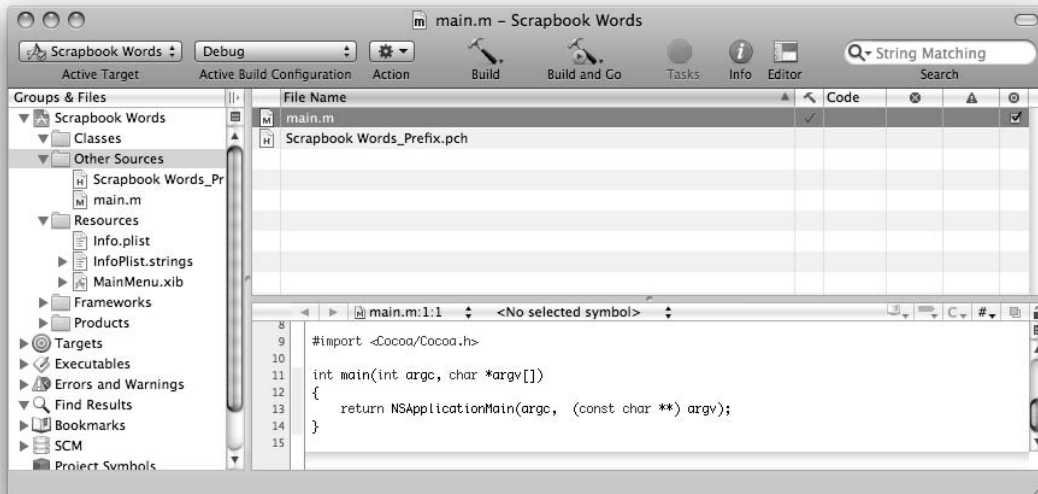 main.m – Scrapbook Words
Scrapbook Words
Debug
String Matching
Active Target
Active Build Configuration
Action
Build
Build and Go
Tasks
Info
Editor
Search
Groups & Files
Scrapbook Words
Classes
Other Sources
Scrapbook Words_Pr
main.m
Resources
Info.plist
InfoPlist.strings
MainMenu.xib
Frameworks
Products
Targets
Executables
Errors and Warnings
Find Results
Bookmarks
SCM
Project Symbols
File Name
Code
main.m
Scrapbook Words_Prefix.pch
main.m:1:1
<No selected symbol>
C
#
8
9 #import <Cocoa/Cocoa.h>
10
11 int main(int argc, char *argv[])
12 {
13 return NSApplicationMain(argc, (const char **) argv);
14 }
15